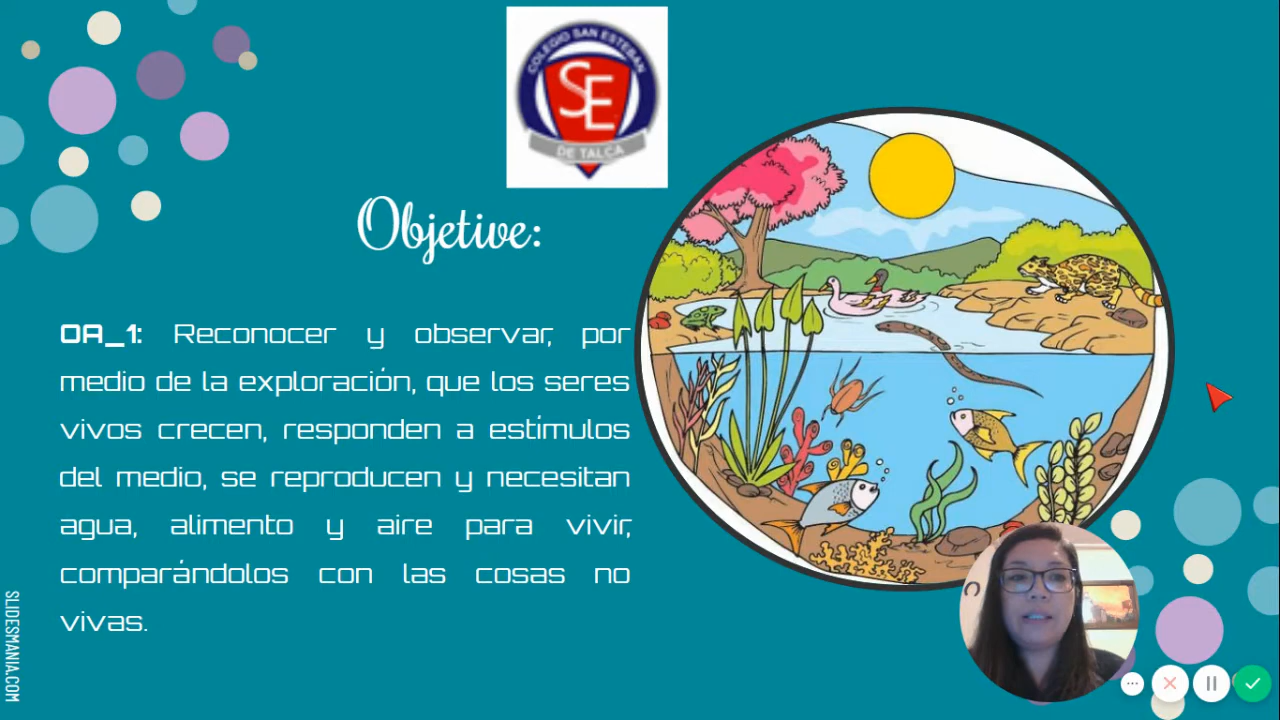 COLEGIO SAN ESTEBAN
SE
DE TALCA
Objetive:
OA_1: Reconocer y observar, por
medio de la exploración, que los seres
vivos crecen, responden a estímulos
del medio, se reproducen y necesitan
agua, alimento y aire para vivir,
comparándolos con las cosas no
vivas.
SLIDESMANIA.COM